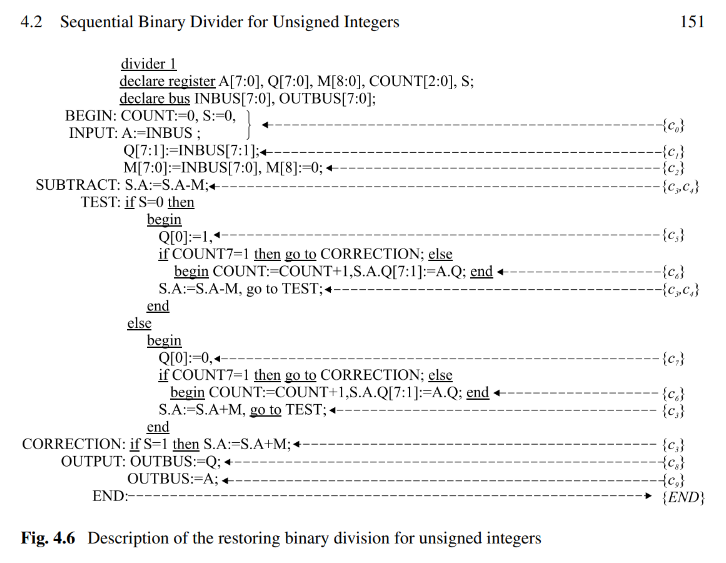 4.2 Sequential Binary Divider for Unsigned Integers 151
divider 1
declare register A[7:0], Q[7:0], M[8:0], COUNT[2:0], S;
declare bus INBUS[7:0], OUTBUS[7:0];
BEGIN: COUNT:=0, S:=0,
{c₀}
INPUT: A:=INBUS ;
Q[7:1]:=INBUS[7:1]; {c₁}
M[7:0]:=INBUS[7:0], M[8]:=0; {c₂}
SUBTRACT: S.A:=S.A-M; {c₃,c₄}
TEST: if S=0 then
begin
Q[0]:=1, {c₅}
if COUNT7=1 then go to CORRECTION; else
begin COUNT:=COUNT+1,S.A.Q[7:1]:=A.Q; end {c₆}
S.A:=S.A-M, go to TEST; {c₃,c₄}
end
else
begin
Q[0]:=0, {c₇}
if COUNT7=1 then go to CORRECTION; else
begin COUNT:=COUNT+1,S.A.Q[7:1]:=A.Q; end {c₆}
S.A:=S.A+M, go to TEST; {c₃}
end
CORRECTION: if S=1 then S.A:=S.A+M; {c₃}
OUTPUT: OUTBUS:=Q; {c₈}
OUTBUS:=A; {c₉}
END: {END}
Fig. 4.6 Description of the restoring binary division for unsigned integers